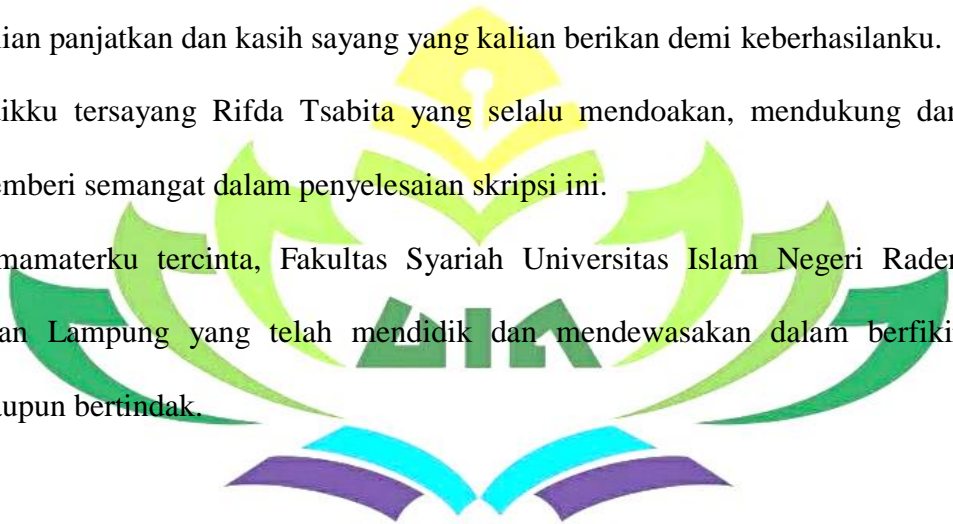 lian panjatkan dan kasih sayang yang kalian berikan demi keberhasilanku.
ikku tersayang Rifda Tsabita yang selalu mendoakan, mendukung dan
emberi semangat dalam penyelesaian skripsi ini.
mamaterku tercinta, Fakultas Syariah Universitas Islam Negeri Raden
an Lampung yang telah mendidik dan mendewasakan dalam berfikir
upun bertindak.
UIN